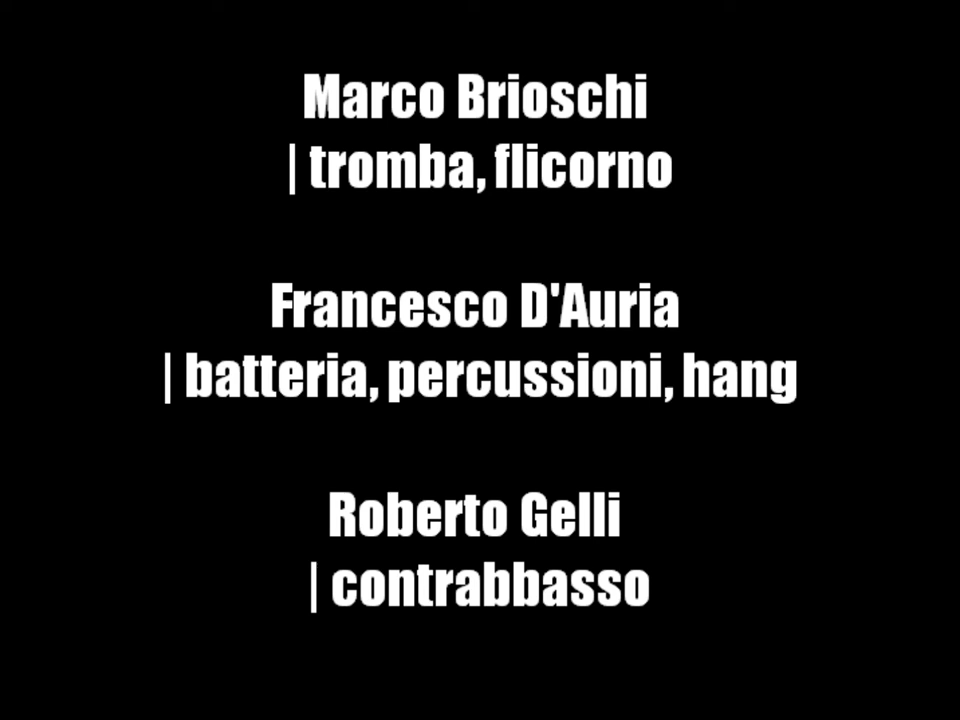 Marco Brioschi
| tromba, flicorno
Francesco D'Auria
| batteria, percussioni, hang
Roberto Gelli
| contrabbasso